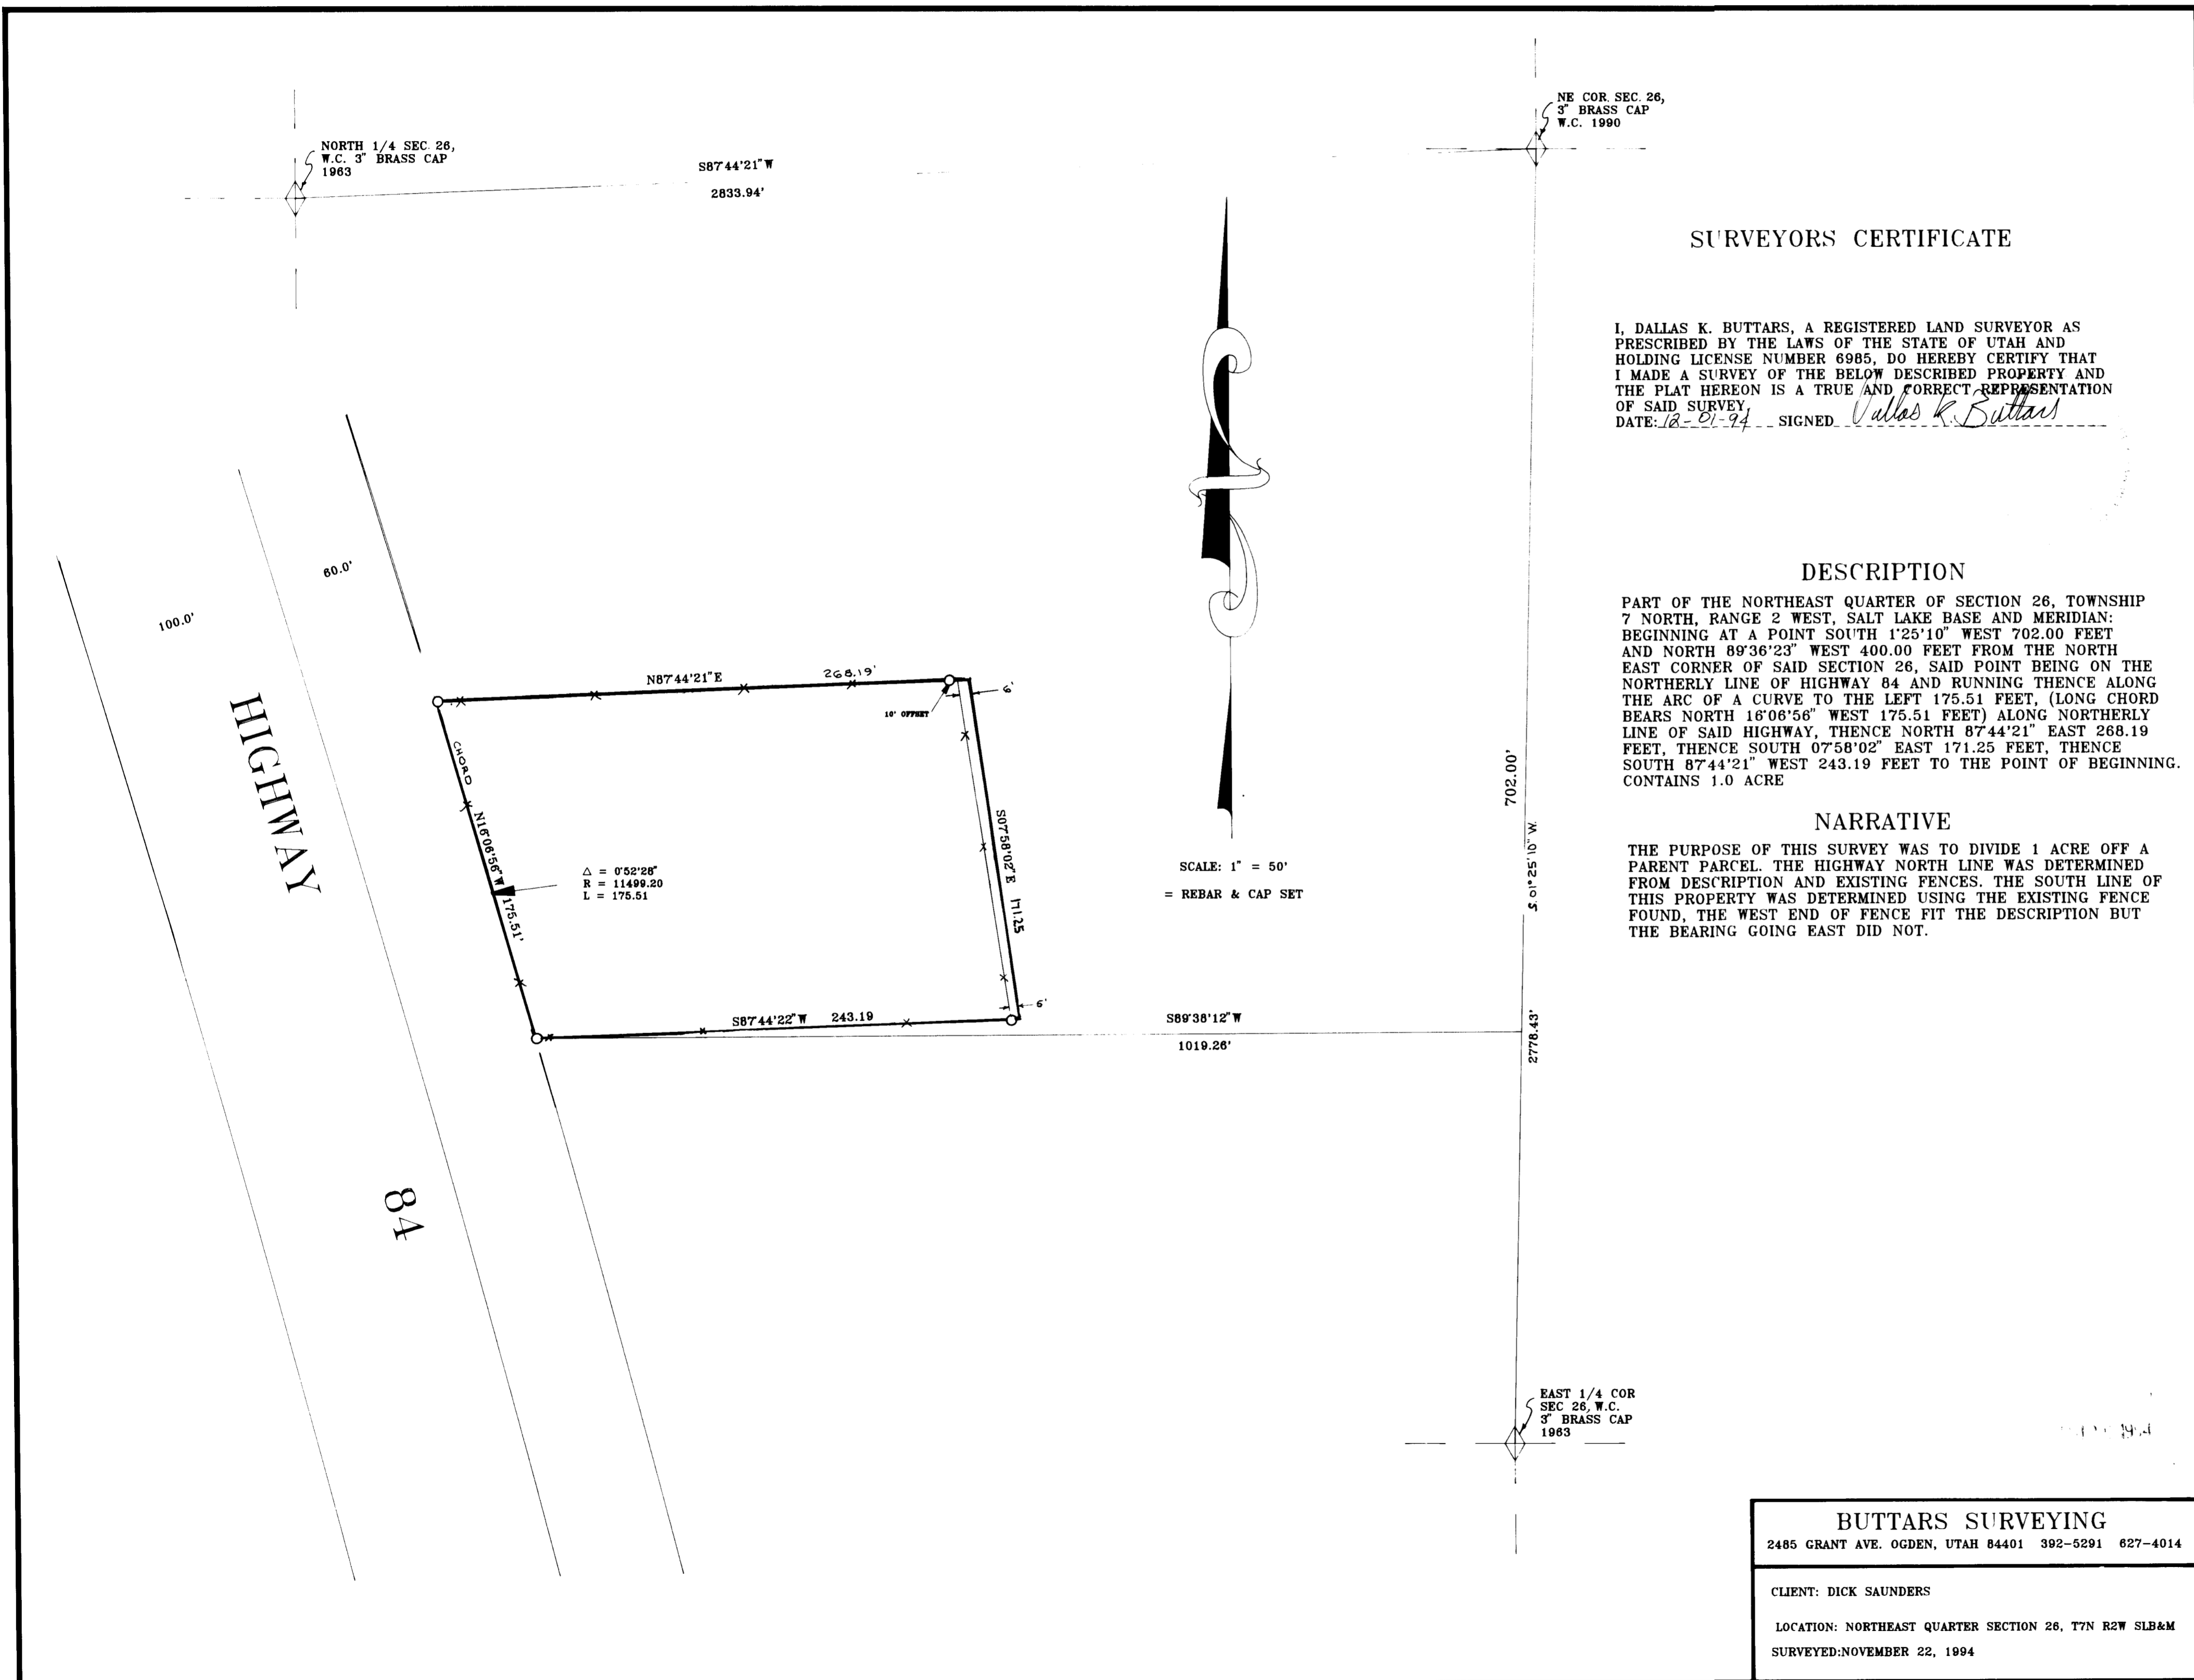 NORTH 1/4 SEC. 26,
W.C. 3" BRASS CAP
1963
S87°44'21"W
2833.94'
NE COR. SEC. 26,
3" BRASS CAP
W.C. 1990
SURVEYORS CERTIFICATE
I, DALLAS K. BUTTARS, A REGISTERED LAND SURVEYOR AS
PRESCRIBED BY THE LAWS OF THE STATE OF UTAH AND
HOLDING LICENSE NUMBER 6985, DO HEREBY CERTIFY THAT
I MADE A SURVEY OF THE BELOW DESCRIBED PROPERTY AND
THE PLAT HEREON IS A TRUE AND CORRECT REPRESENTATION
OF SAID SURVEY,
DATE: 12-01-94 SIGNED Dallas K. Buttars
100.0'
60.0'
HIGHWAY
84
N87°44'21"E 268.19'
10' OFFSET
6'
CHORD N16°06'56"W 175.51'
△ = 0°52'28"
R = 11499.20
L = 175.51
S07°58'02"E 171.25
S87°44'22"W 243.19
6'
SCALE: 1" = 50'
= REBAR & CAP SET
S89°38'12"W
1019.26'
702.00'
S. 01° 25' 10" W.
2778.43'
DESCRIPTION
PART OF THE NORTHEAST QUARTER OF SECTION 26, TOWNSHIP
7 NORTH, RANGE 2 WEST, SALT LAKE BASE AND MERIDIAN:
BEGINNING AT A POINT SOUTH 1°25'10" WEST 702.00 FEET
AND NORTH 89°36'23" WEST 400.00 FEET FROM THE NORTH
EAST CORNER OF SAID SECTION 26, SAID POINT BEING ON THE
NORTHERLY LINE OF HIGHWAY 84 AND RUNNING THENCE ALONG
THE ARC OF A CURVE TO THE LEFT 175.51 FEET, (LONG CHORD
BEARS NORTH 16°06'56" WEST 175.51 FEET) ALONG NORTHERLY
LINE OF SAID HIGHWAY, THENCE NORTH 87°44'21" EAST 268.19
FEET, THENCE SOUTH 07°58'02" EAST 171.25 FEET, THENCE
SOUTH 87°44'21" WEST 243.19 FEET TO THE POINT OF BEGINNING.
CONTAINS 1.0 ACRE
NARRATIVE
THE PURPOSE OF THIS SURVEY WAS TO DIVIDE 1 ACRE OFF A
PARENT PARCEL. THE HIGHWAY NORTH LINE WAS DETERMINED
FROM DESCRIPTION AND EXISTING FENCES. THE SOUTH LINE OF
THIS PROPERTY WAS DETERMINED USING THE EXISTING FENCE
FOUND, THE WEST END OF FENCE FIT THE DESCRIPTION BUT
THE BEARING GOING EAST DID NOT.
EAST 1/4 COR
SEC 26, W.C.
3" BRASS CAP
1963
BUTTARS SURVEYING
2485 GRANT AVE. OGDEN, UTAH 84401 392-5291 627-4014
CLIENT: DICK SAUNDERS
LOCATION: NORTHEAST QUARTER SECTION 26, T7N R2W SLB&M
SURVEYED:NOVEMBER 22, 1994